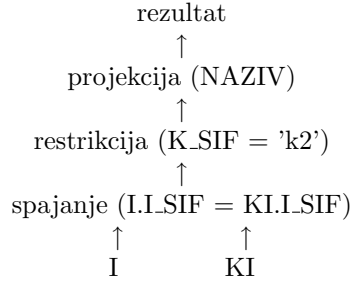 rezultat
↑
projekcija (NAZIV)
↑
restrikcija (K_SIF = 'k2')
↑
spajanje (I.I_SIF = KI.I_SIF)
↑ ↑
I KI